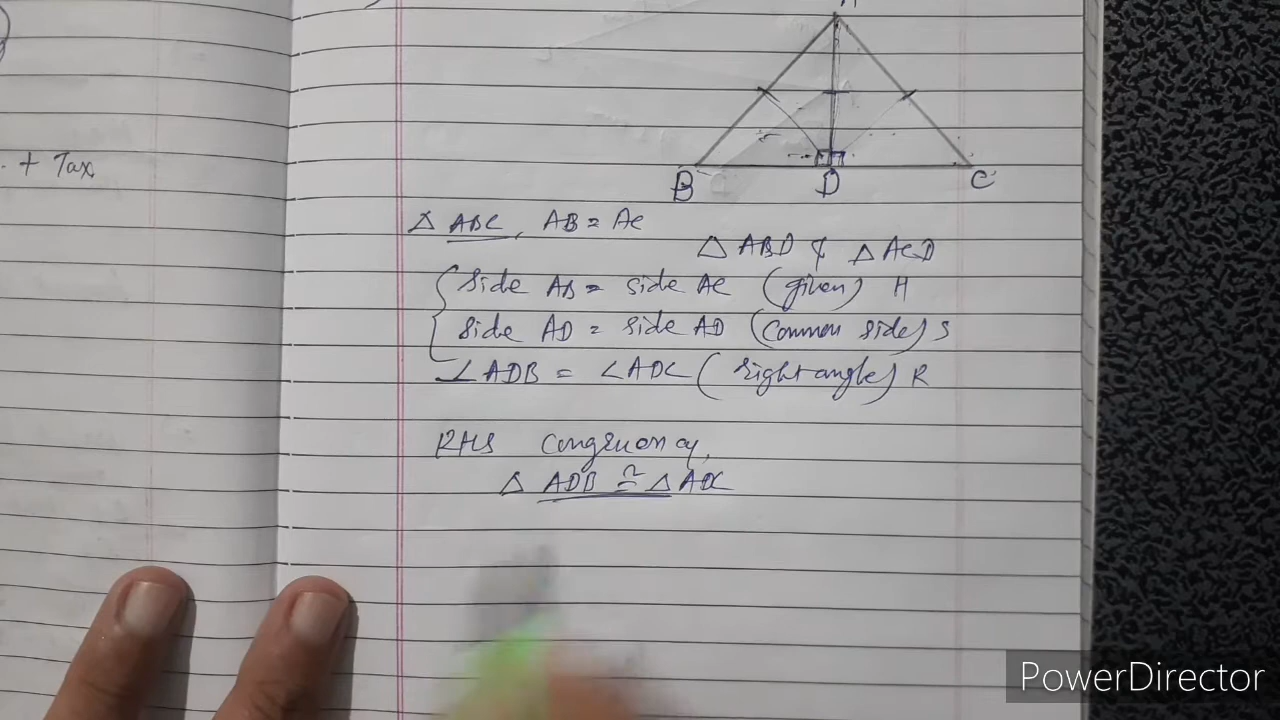 A
+ Tax
B D C
△ ABC, AB = AC
△ ABD & △ ACD
Side AB = side AC (given) H
Side AD = side AD (Common side) S
∠ADB = ∠ADC (right angle) R
RHS Congruency,
△ ADB ≅ △ ADC
PowerDirector